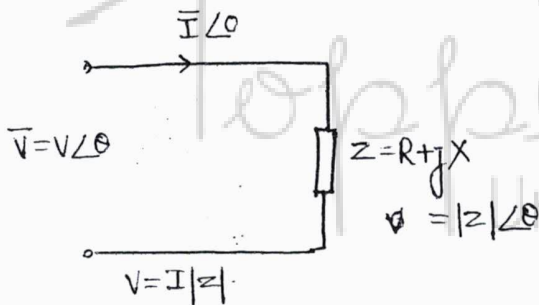 Ī∠0
V̄=V∠θ
Z=R+jX
=|Z|∠θ
V=I|Z|.